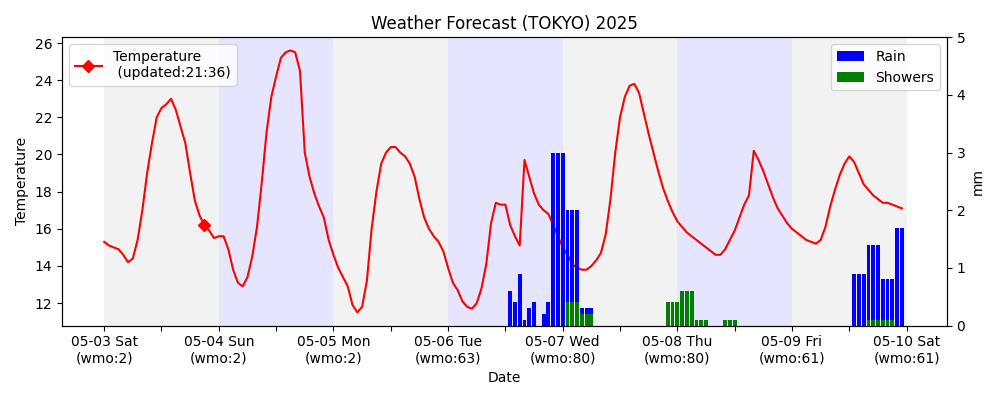 Weather Forecast (TOKYO) 2025
Temperature
(updated:21:36)
Rain
Showers
26
24
22
20
18
16
14
12
Temperature
5
4
3
2
1
0
mm
05-03 Sat
(wmo:2)
05-04 Sun
(wmo:2)
05-05 Mon
(wmo:2)
05-06 Tue
(wmo:63)
05-07 Wed
(wmo:80)
05-08 Thu
(wmo:80)
05-09 Fri
(wmo:61)
05-10 Sat
(wmo:61)
Date